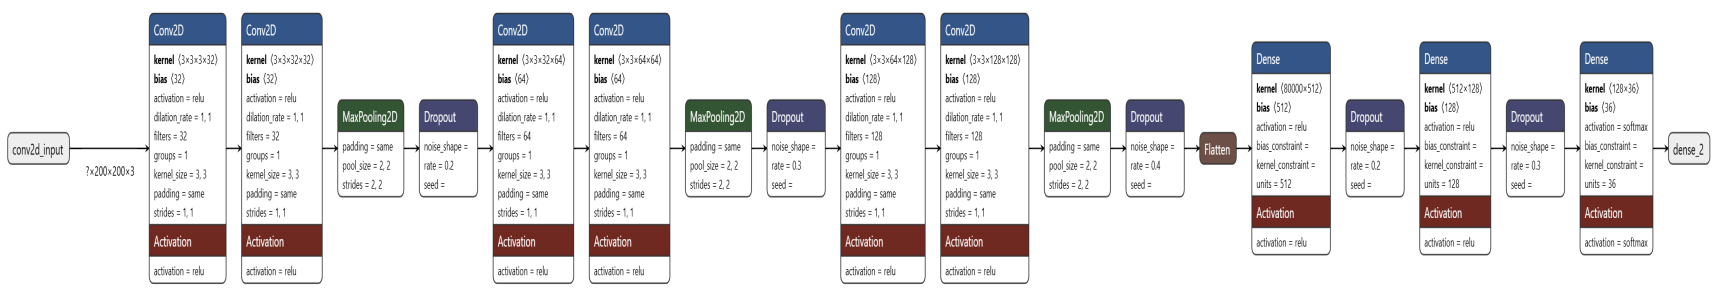 conv2d_input
?×200×200×3
Conv2D
kernel ⟨3×3×3×32⟩
bias ⟨32⟩
activation = relu
dilation_rate = 1, 1
filters = 32
groups = 1
kernel_size = 3, 3
padding = same
strides = 1, 1
Activation
activation = relu
Conv2D
kernel ⟨3×3×32×32⟩
bias ⟨32⟩
activation = relu
dilation_rate = 1, 1
filters = 32
groups = 1
kernel_size = 3, 3
padding = same
strides = 1, 1
Activation
activation = relu
MaxPooling2D
padding = same
pool_size = 2, 2
strides = 2, 2
Dropout
noise_shape =
rate = 0.2
seed =
Conv2D
kernel ⟨3×3×32×64⟩
bias ⟨64⟩
activation = relu
dilation_rate = 1, 1
filters = 64
groups = 1
kernel_size = 3, 3
padding = same
strides = 1, 1
Activation
activation = relu
Conv2D
kernel ⟨3×3×64×64⟩
bias ⟨64⟩
activation = relu
dilation_rate = 1, 1
filters = 64
groups = 1
kernel_size = 3, 3
padding = same
strides = 1, 1
Activation
activation = relu
MaxPooling2D
padding = same
pool_size = 2, 2
strides = 2, 2
Dropout
noise_shape =
rate = 0.3
seed =
Conv2D
kernel ⟨3×3×64×128⟩
bias ⟨128⟩
activation = relu
dilation_rate = 1, 1
filters = 128
groups = 1
kernel_size = 3, 3
padding = same
strides = 1, 1
Activation
activation = relu
Conv2D
kernel ⟨3×3×128×128⟩
bias ⟨128⟩
activation = relu
dilation_rate = 1, 1
filters = 128
groups = 1
kernel_size = 3, 3
padding = same
strides = 1, 1
Activation
activation = relu
MaxPooling2D
padding = same
pool_size = 2, 2
strides = 2, 2
Dropout
noise_shape =
rate = 0.4
seed =
Flatten
Dense
kernel ⟨80000×512⟩
bias ⟨512⟩
activation = relu
bias_constraint =
kernel_constraint =
units = 512
Activation
activation = relu
Dropout
noise_shape =
rate = 0.2
seed =
Dense
kernel ⟨512×128⟩
bias ⟨128⟩
activation = relu
bias_constraint =
kernel_constraint =
units = 128
Activation
activation = relu
Dropout
noise_shape =
rate = 0.3
seed =
Dense
kernel ⟨128×36⟩
bias ⟨36⟩
activation = softmax
bias_constraint =
kernel_constraint =
units = 36
Activation
activation = softmax
dense_2